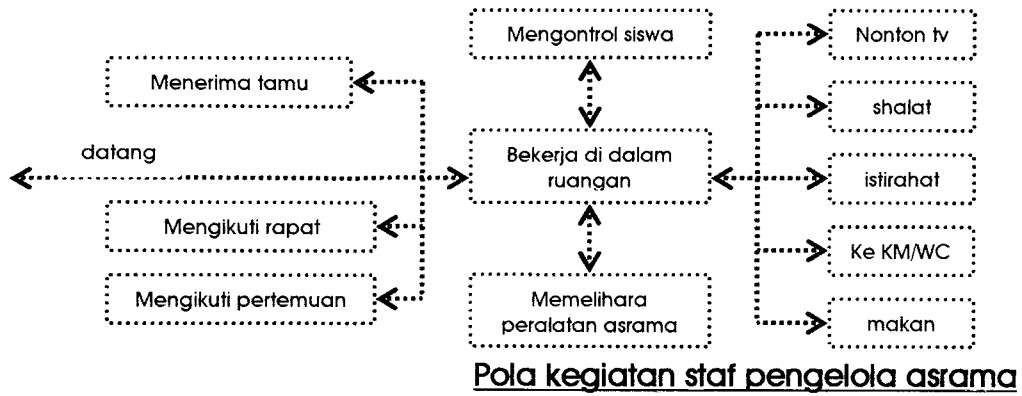 Mengontrol siswa
Nonton tv
Menerima tamu
shalat
datang
Bekerja di dalam
ruangan
istirahat
Mengikuti rapat
Ke KM/WC
Mengikuti pertemuan
Memelihara
peralatan asrama
makan
Pola kegiatan staf pengelola asrama